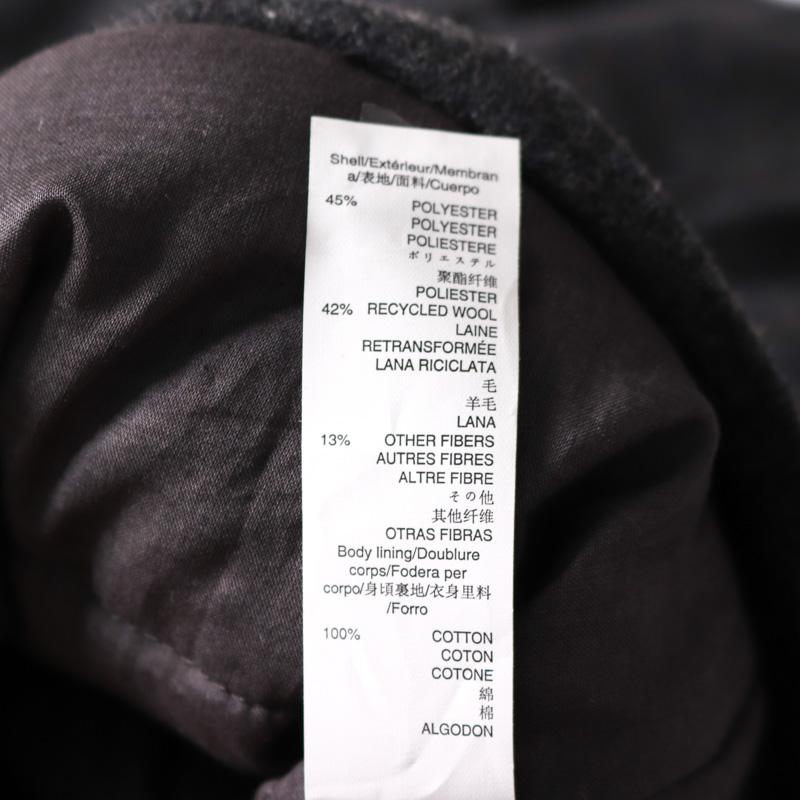 Shell/Extérieur/Membran
a/表地/面料/Cuerpo
45% POLYESTER
POLYESTER
POLIESTERE
ポリエステル
聚酯纤维
POLIESTER
42% RECYCLED WOOL
LAINE
RETRANSFORMÉE
LANA RICICLATA
毛
羊毛
LANA
13% OTHER FIBERS
AUTRES FIBRES
ALTRE FIBRE
その他
其他纤维
OTRAS FIBRAS
Body lining/Doublure
corps/Fodera per
corpo/身頃裏地/衣身里料
/Forro
100% COTTON
COTON
COTONE
綿
棉
ALGODON